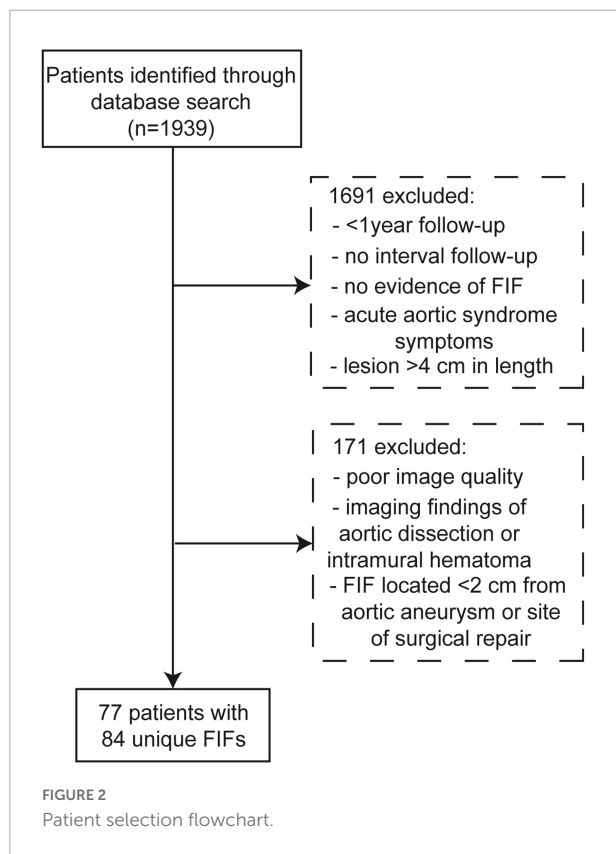 Patients identified through
database search
(n=1939)
1691 excluded:
- <1year follow-up
- no interval follow-up
- no evidence of FIF
- acute aortic syndrome
symptoms
- lesion >4 cm in length
171 excluded:
- poor image quality
- imaging findings of
aortic dissection or
intramural hematoma
- FIF located <2 cm from
aortic aneurysm or site
of surgical repair
77 patients with
84 unique FIFs
FIGURE 2
Patient selection flowchart.